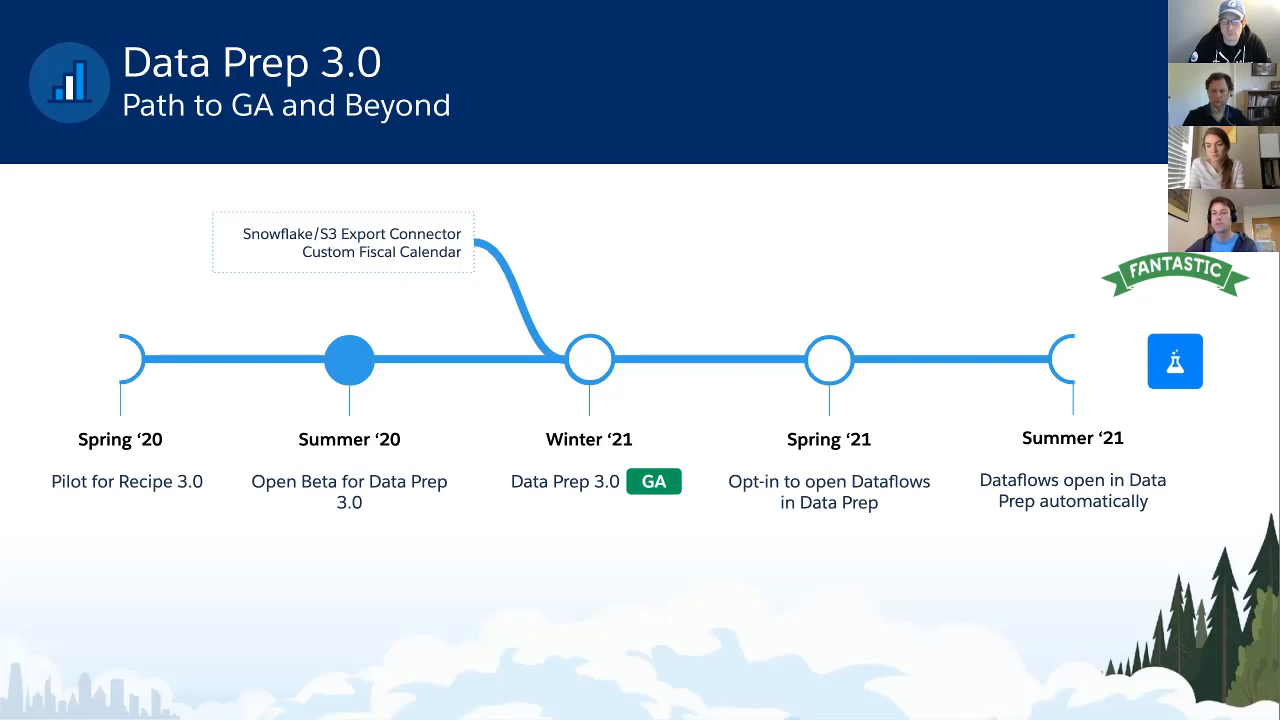 Data Prep 3.0
Path to GA and Beyond
FANTASTIC
Snowflake/S3 Export Connector
Custom Fiscal Calendar
Spring ‘20
Pilot for Recipe 3.0
Summer ‘20
Open Beta for Data Prep
3.0
Winter ‘21
Data Prep 3.0 GA
Spring ‘21
Opt-in to open Dataflows
in Data Prep
Summer ‘21
Dataflows open in Data
Prep automatically